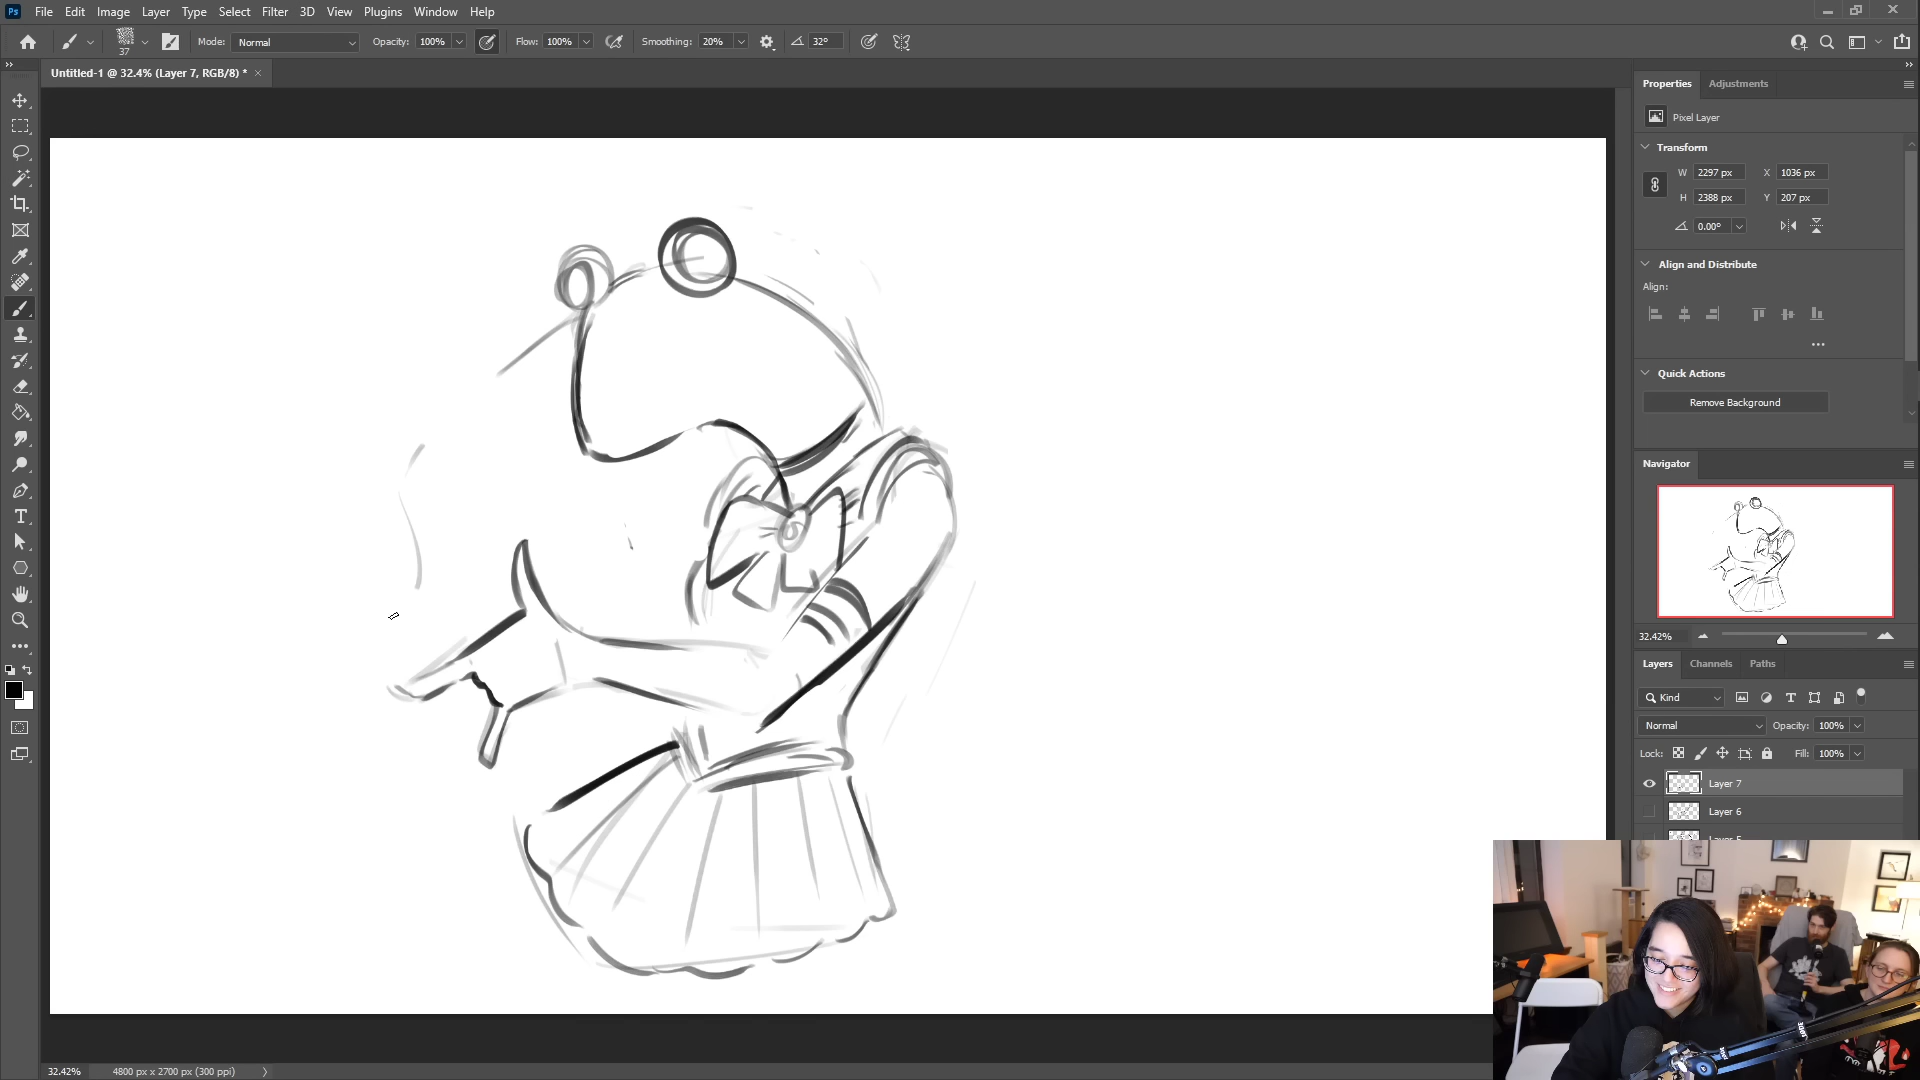 Ps File Edit Image Layer Type Select Filter 3D View Plugins Window Help
37 Mode: Normal Opacity: 100% Flow: 100% Smoothing: 20% 32°
Untitled-1 @ 32.4% (Layer 7, RGB/8) *
Properties Adjustments
Pixel Layer
Transform
W 2297 px X 1036 px
H 2388 px Y 207 px
0.00°
Align and Distribute
Align:
Quick Actions
Remove Background
Navigator
32.42%
Layers Channels Paths
Kind
Normal Opacity: 100%
Lock: Fill: 100%
Layer 7
Layer 6
Layer 5
32.42% 4800 px x 2700 px (300 ppi)